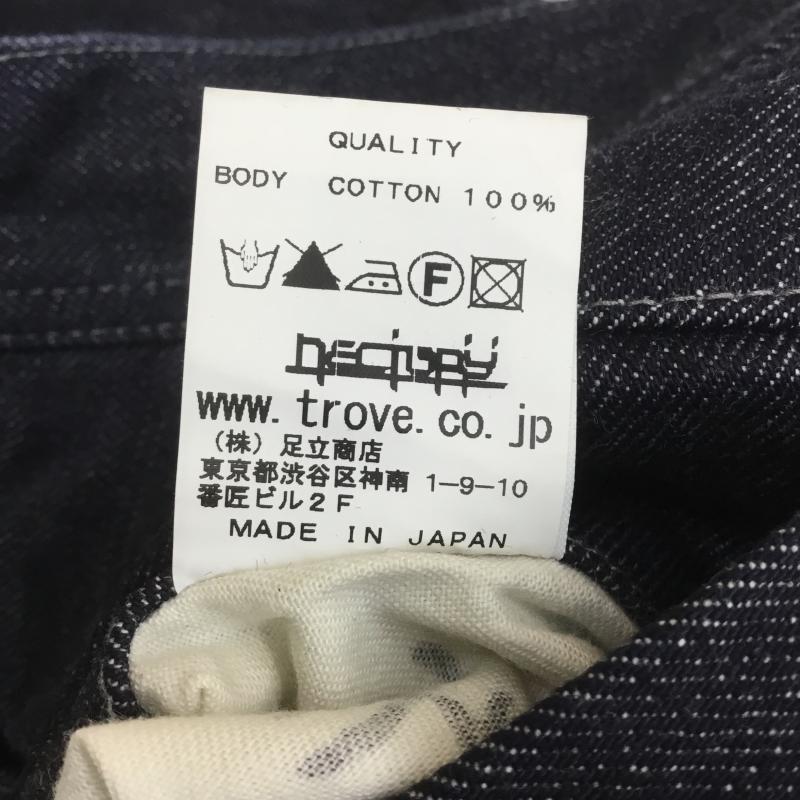 QUALITY
BODY COTTON 100%
F
www.trove.co.jp
(株) 足立商店
東京都渋谷区神南 1-9-10
番匠ビル2F
MADE IN JAPAN